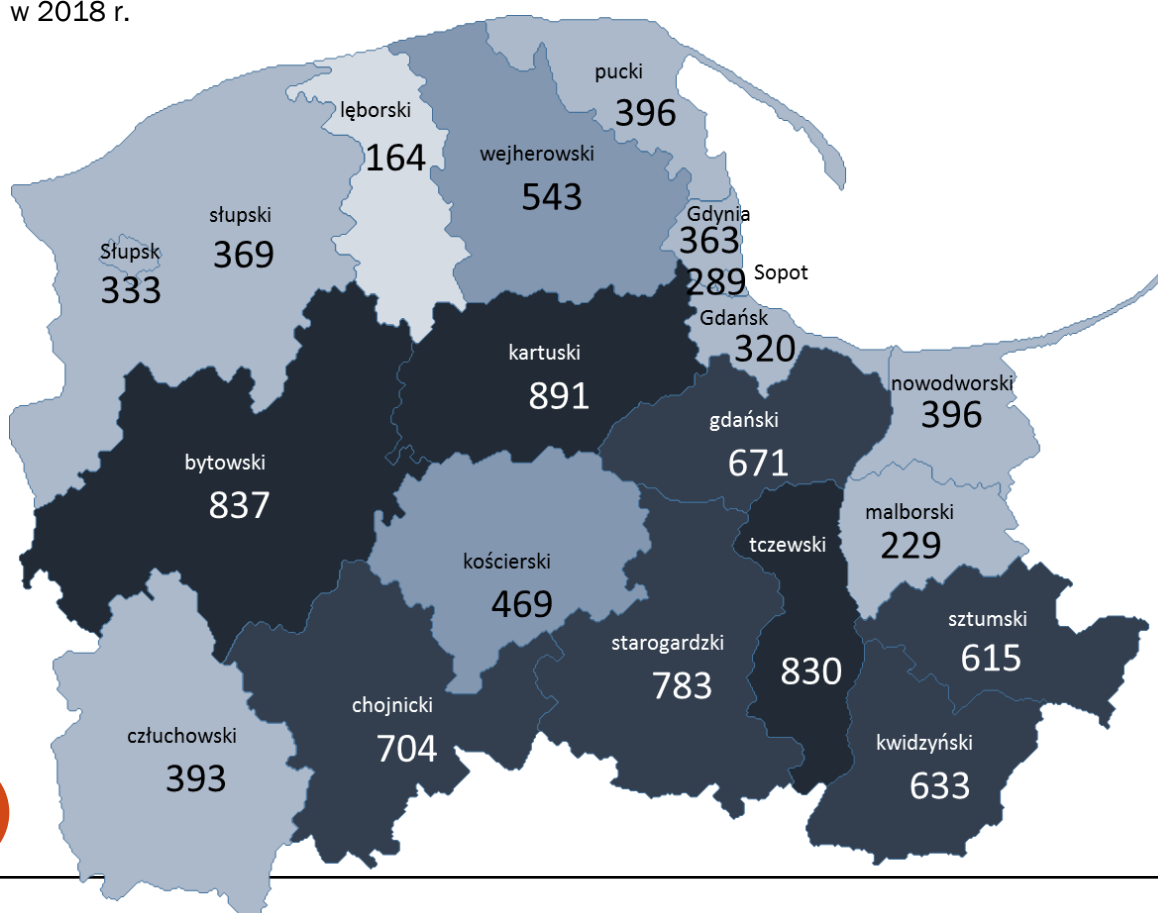 w 2018 r.
pucki
396
lęborski
164
wejherowski
543
słupski
369
Słupsk
333
Gdynia
363
289 Sopot
Gdańsk
320
kartuski
891
nowodworski
396
gdański
671
bytowski
837
malborski
229
tczewski
830
kościerski
469
sztumski
615
starogardzki
783
chojnicki
704
człuchowski
393
kwidzyński
633